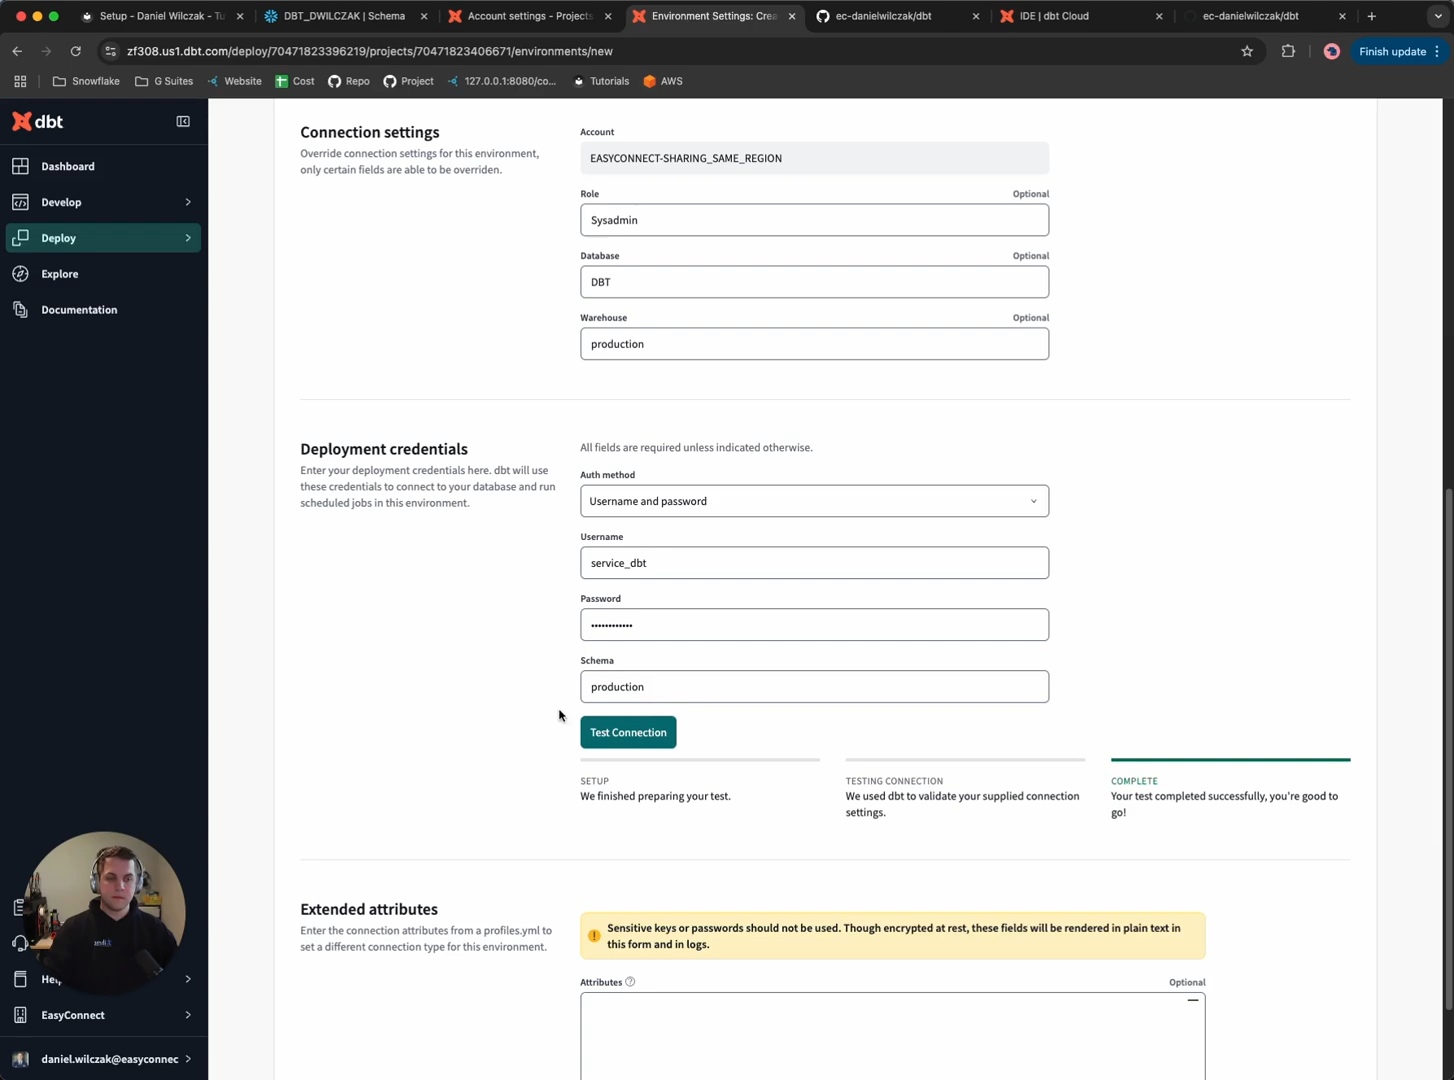 Setup - Daniel Wilczak - Tu
DBT_DWILCZAK | Schema
Account settings - Projects
Environment Settings: Crea
ec-danielwilczak/dbt
IDE | dbt Cloud
ec-danielwilczak/dbt
zf308.us1.dbt.com/deploy/70471823396219/projects/70471823406671/environments/new
Finish update
Snowflake
G Suites
Website
Cost
Repo
Project
127.0.0.1:8080/co...
Tutorials
AWS
dbt
Dashboard
Develop
Deploy
Explore
Documentation
EasyConnect
daniel.wilczak@easyconnec
Connection settings
Override connection settings for this environment,
only certain fields are able to be overriden.
Account
EASYCONNECT-SHARING_SAME_REGION
Role Optional
Sysadmin
Database Optional
DBT
Warehouse Optional
production
Deployment credentials
Enter your deployment credentials here. dbt will use
these credentials to connect to your database and run
scheduled jobs in this environment.
All fields are required unless indicated otherwise.
Auth method
Username and password
Username
service_dbt
Password
••••••••••••
Schema
production
Test Connection
SETUP
We finished preparing your test.
TESTING CONNECTION
We used dbt to validate your supplied connection
settings.
COMPLETE
Your test completed successfully, you're good to
go!
Extended attributes
Enter the connection attributes from a profiles.yml to
set a different connection type for this environment.
Sensitive keys or passwords should not be used. Though encrypted at rest, these fields will be rendered in plain text in
this form and in logs.
Attributes Optional